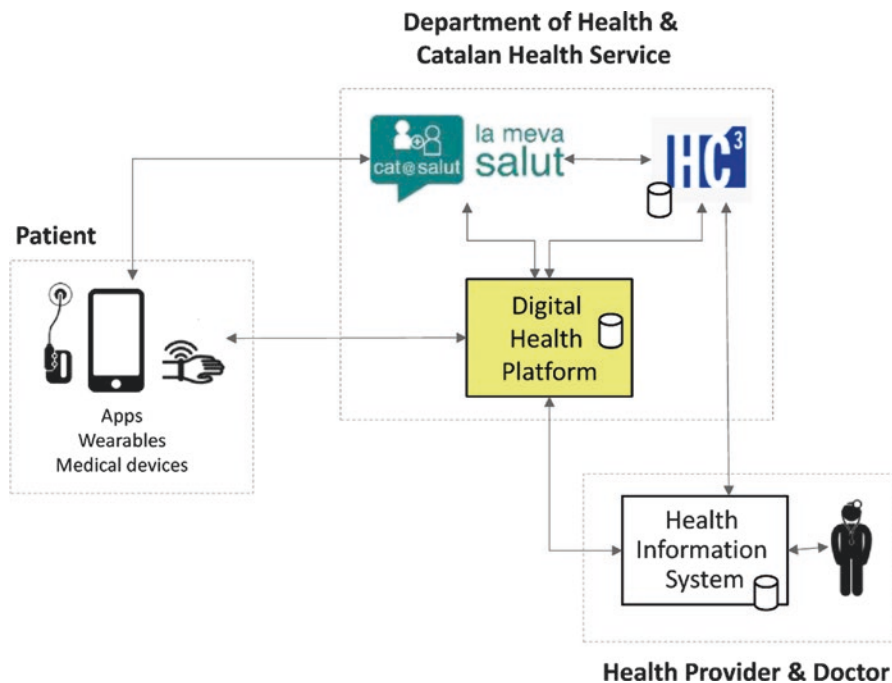 Department of Health &
Catalan Health Service
cat@salut
la meva
salut
HC3
Patient
Digital
Health
Platform
Apps
Wearables
Medical devices
Health
Information
System
Health Provider & Doctor